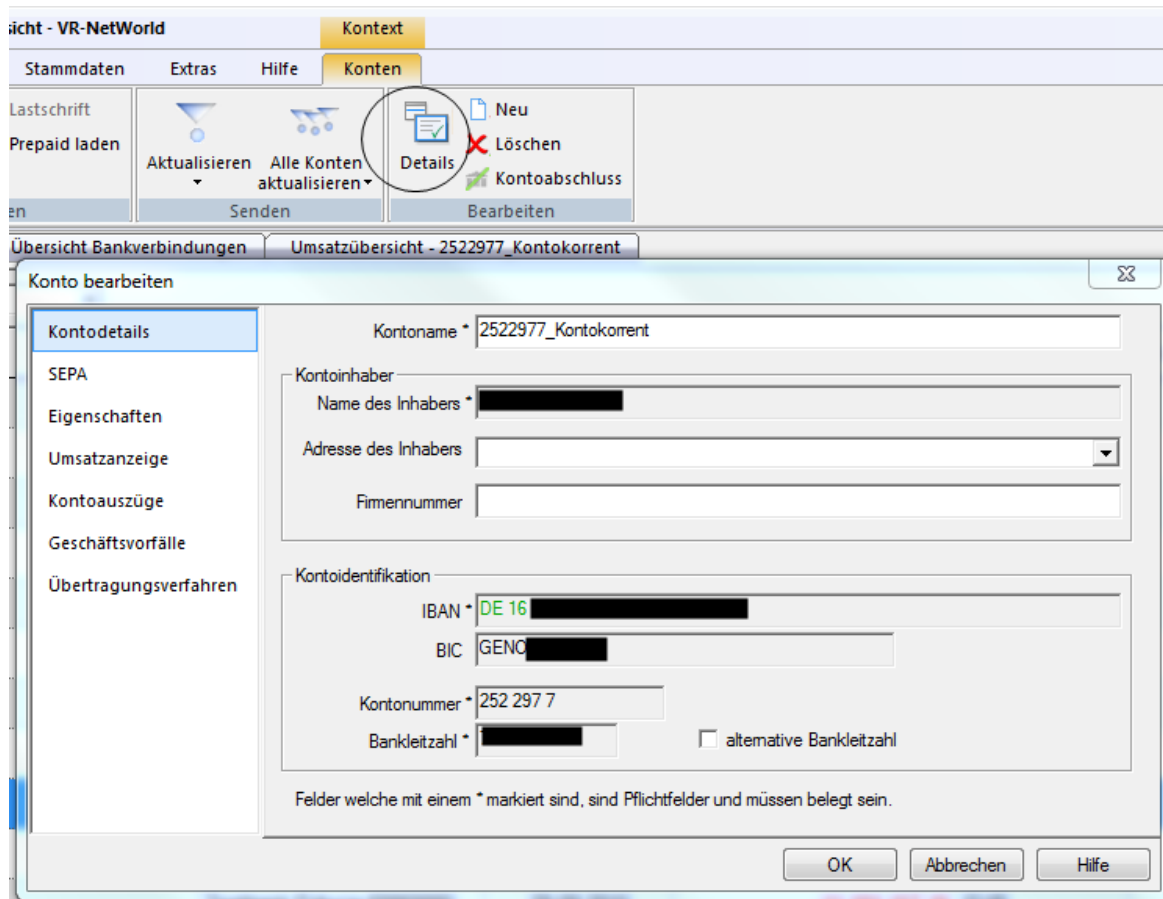 sicht - VR-NetWorld
Kontext
Stammdaten Extras Hilfe Konten
Lastschrift
Prepaid laden
Aktualisieren
Alle Konten
aktualisieren
Details
Neu
Löschen
Kontoabschluss
en
Senden
Bearbeiten
Übersicht Bankverbindungen
Umsatzübersicht - 2522977_Kontokorrent
Konto bearbeiten
Kontodetails
SEPA
Eigenschaften
Umsatzanzeige
Kontoauszüge
Geschäftsvorfälle
Übertragungsverfahren
Kontoname * 2522977_Kontokorrent
Kontoinhaber
Name des Inhabers *
Adresse des Inhabers
Firmennummer
Kontoidentifikation
IBAN * DE 16
BIC GENO
Kontonummer * 252 297 7
Bankleitzahl *
alternative Bankleitzahl
Felder welche mit einem * markiert sind, sind Pflichtfelder und müssen belegt sein.
OK Abbrechen Hilfe